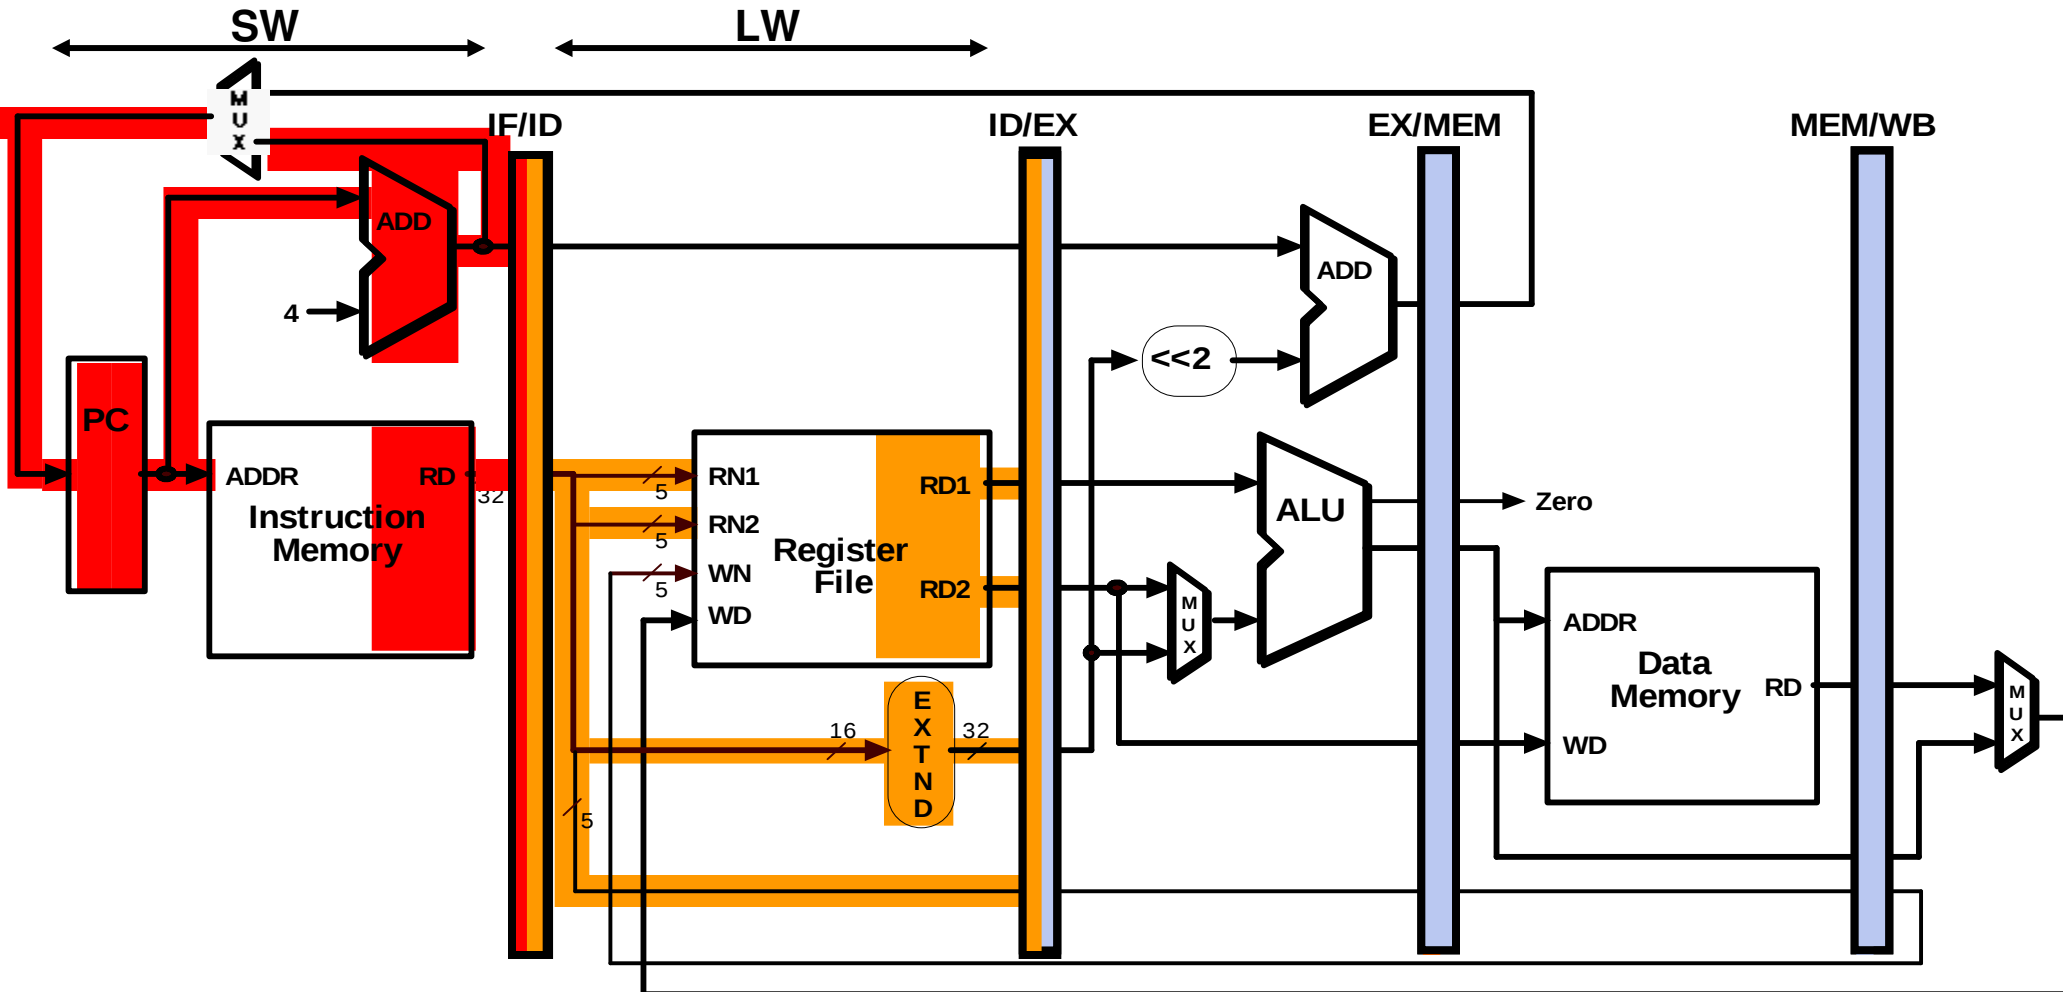 SW
LW
M
U
X
IF/ID
ID/EX
EX/MEM
MEM/WB
ADD
4
PC
ADDR
RD
32
Instruction
Memory
5
RN1
5
RN2
5
WN
WD
Register
File
RD1
RD2
16
E
X
T
N
D
32
5
<<2
ADD
ALU
Zero
M
U
X
ADDR
Data
Memory
RD
WD
M
U
X